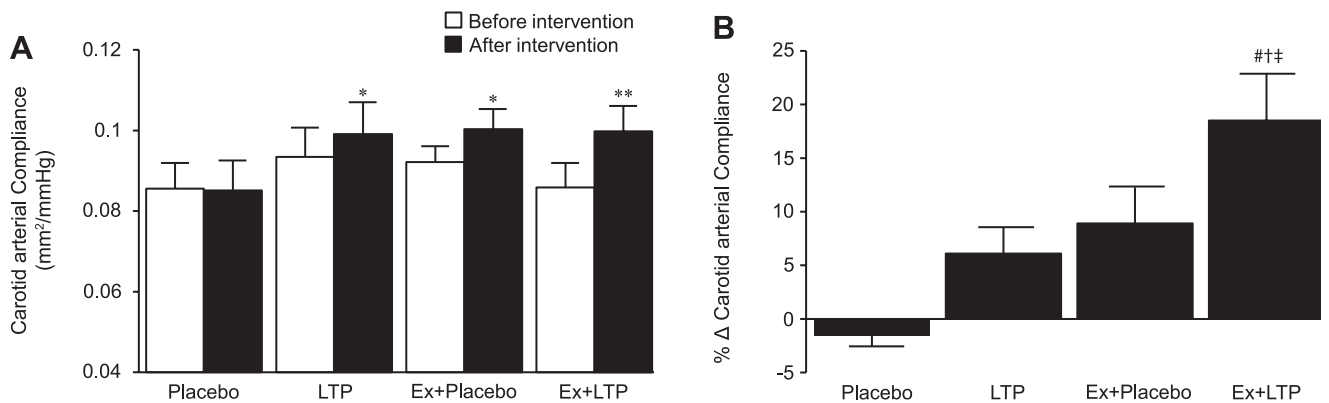 A
Before intervention
After intervention
Carotid arterial Compliance
(mm²/mmHg)
0.12
0.1
0.08
0.06
0.04
*
*
**
Placebo
LTP
Ex+Placebo
Ex+LTP
B
% Δ Carotid arterial Compliance
25
20
15
10
5
0
-5
#†‡
Placebo
LTP
Ex+Placebo
Ex+LTP